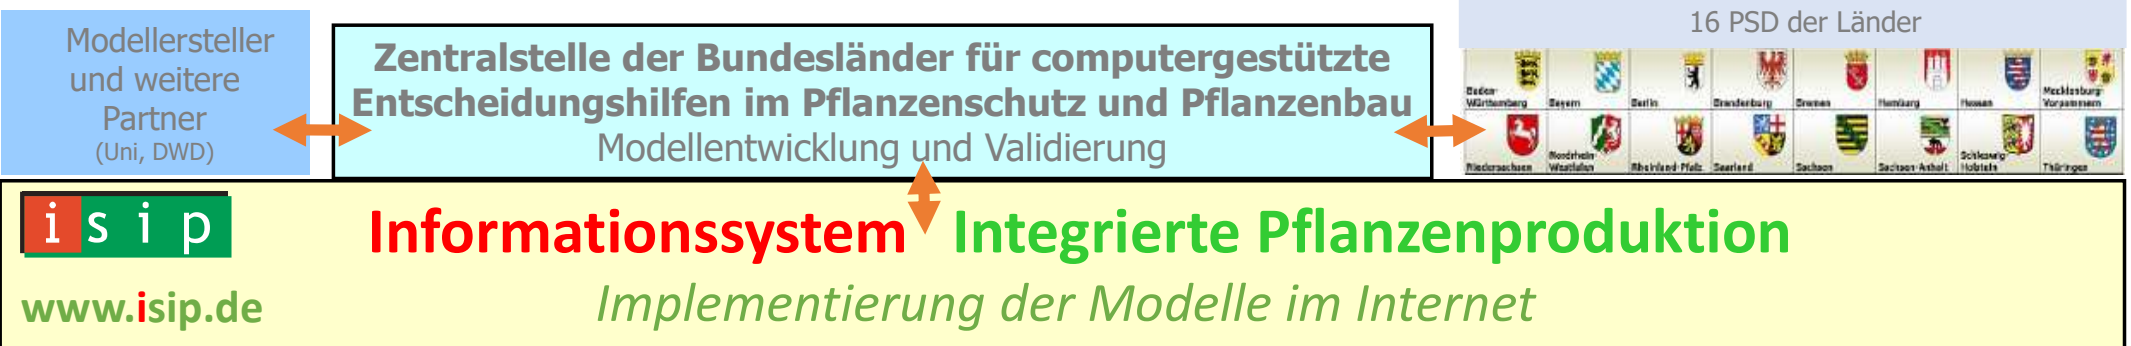 Modellersteller
und weitere
Partner
(Uni, DWD)
Zentralstelle der Bundesländer für computergestützte
Entscheidungshilfen im Pflanzenschutz und Pflanzenbau
Modellentwicklung und Validierung
16 PSD der Länder
Baden-
Württemberg
Bayern
Berlin
Brandenburg
Bremen
Hamburg
Hessen
Mecklenburg-
Vorpommern
Niedersachsen
Nordrhein-
Westfalen
Rheinland-Pfalz
Saarland
Sachsen
Sachsen-Anhalt
Schleswig-
Holstein
Thüringen
isip
Informationssystem Integrierte Pflanzenproduktion
www.isip.de
Implementierung der Modelle im Internet